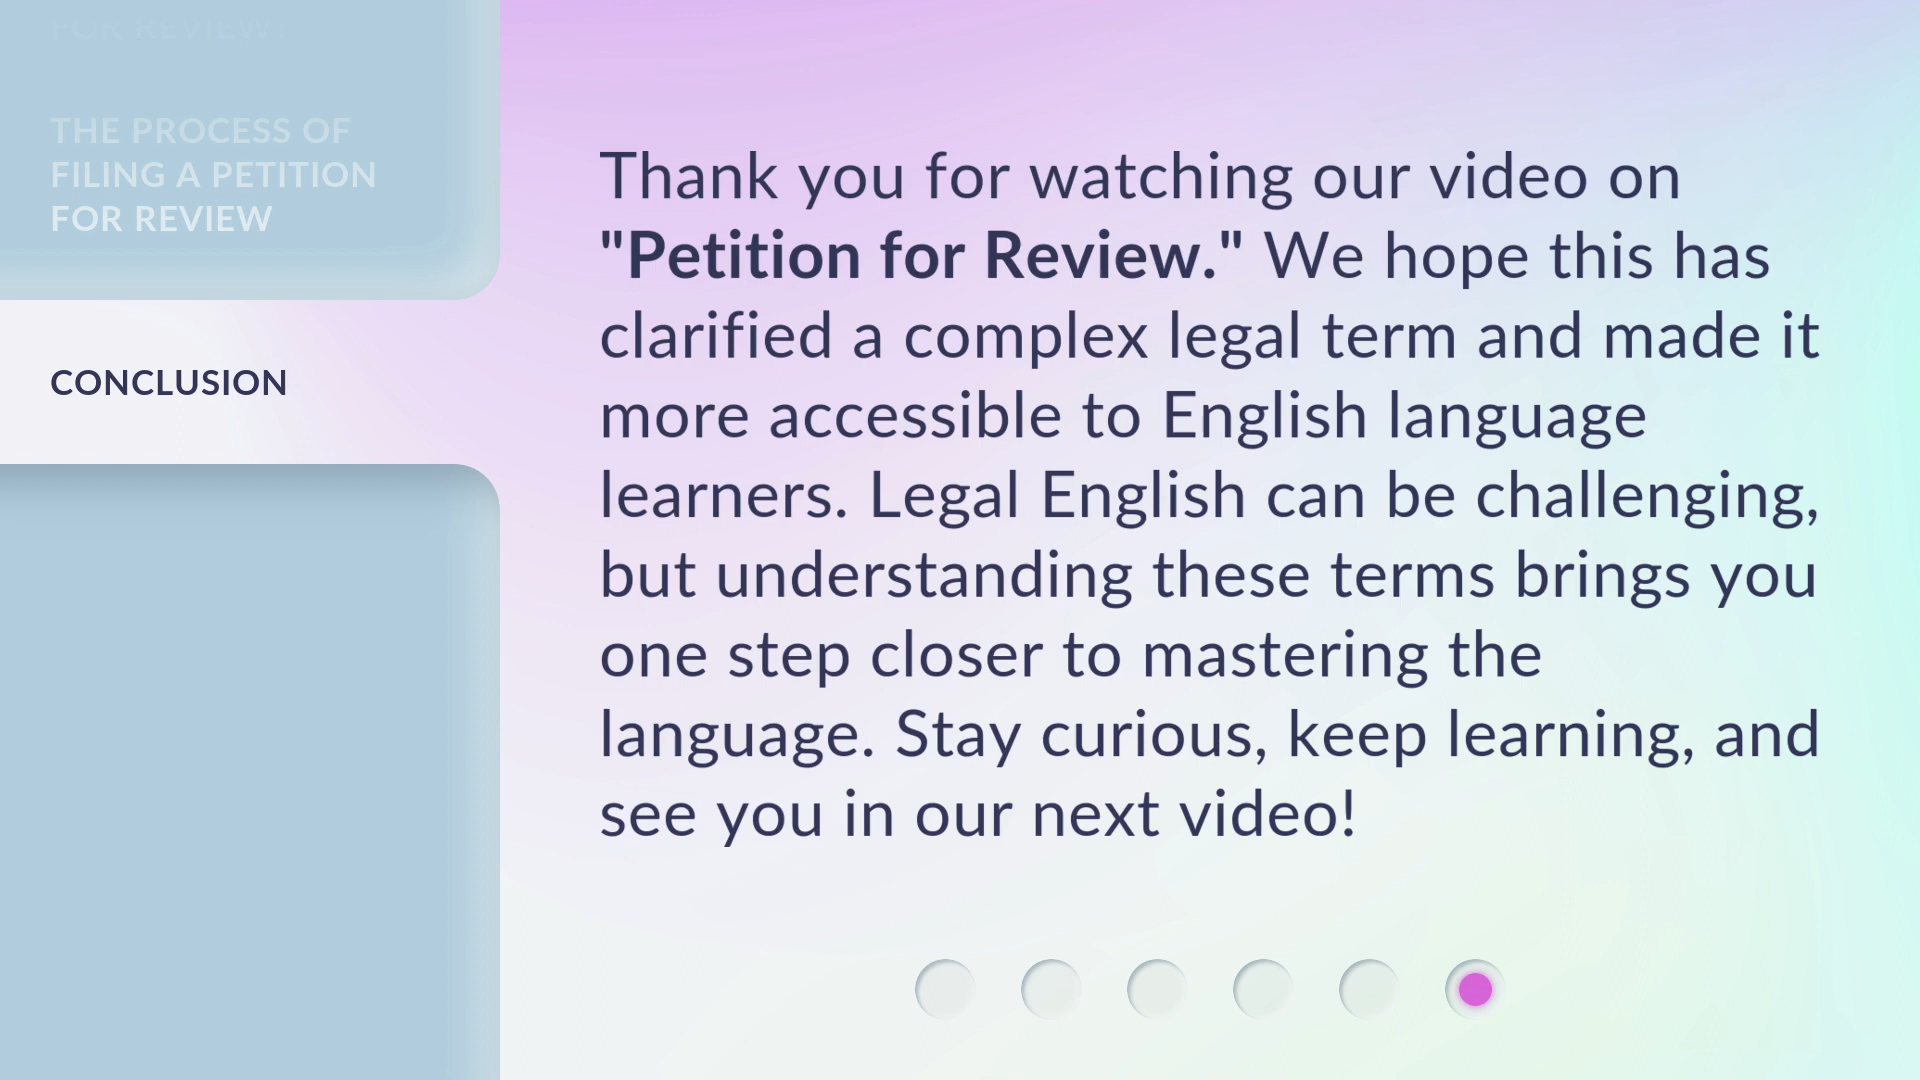 FOR REVIEW?
THE PROCESS OF
FILING A PETITION
FOR REVIEW
CONCLUSION
Thank you for watching our video on
"Petition for Review." We hope this has
clarified a complex legal term and made it
more accessible to English language
learners. Legal English can be challenging,
but understanding these terms brings you
one step closer to mastering the
language. Stay curious, keep learning, and
see you in our next video!